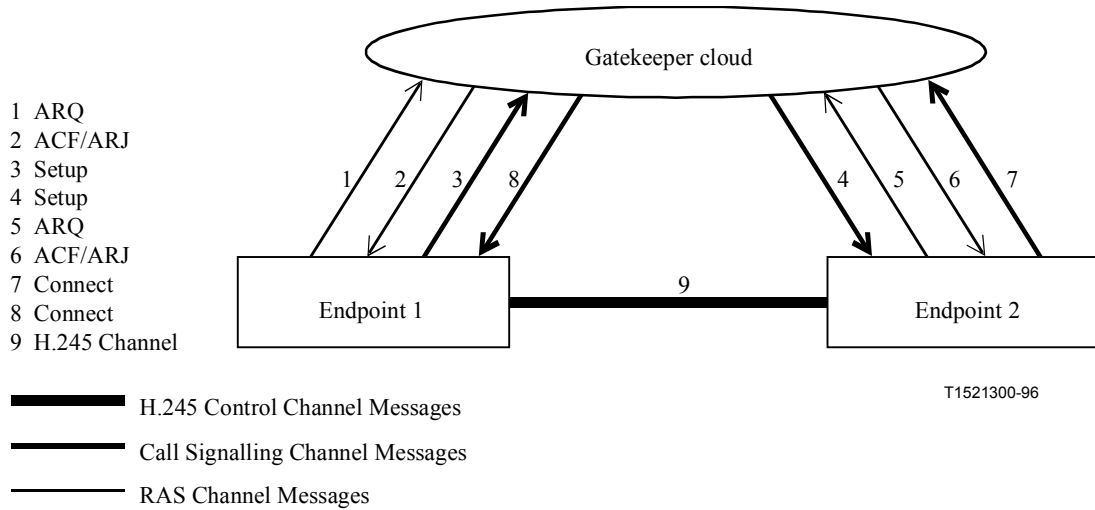 Gatekeeper cloud
1 ARQ
2 ACF/ARJ
3 Setup
4 Setup
5 ARQ
6 ACF/ARJ
7 Connect
8 Connect
9 H.245 Channel
1
2
3
8
4
5
6
7
9
Endpoint 1
Endpoint 2
T1521300-96
H.245 Control Channel Messages
Call Signalling Channel Messages
RAS Channel Messages